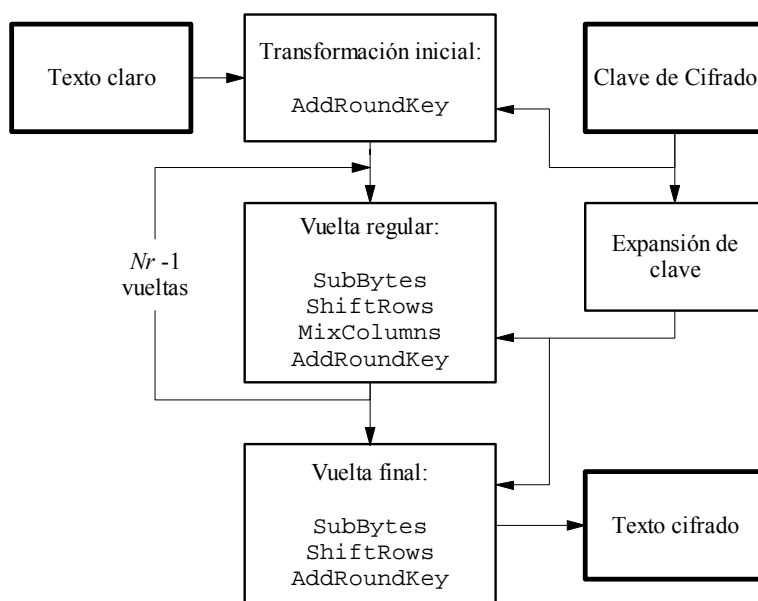 Texto claro
Transformación inicial:
AddRoundKey
Clave de Cifrado
Vuelta regular:
SubBytes
ShiftRows
MixColumns
AddRoundKey
Nr -1
vueltas
Expansión de
clave
Vuelta final:
SubBytes
ShiftRows
AddRoundKey
Texto cifrado